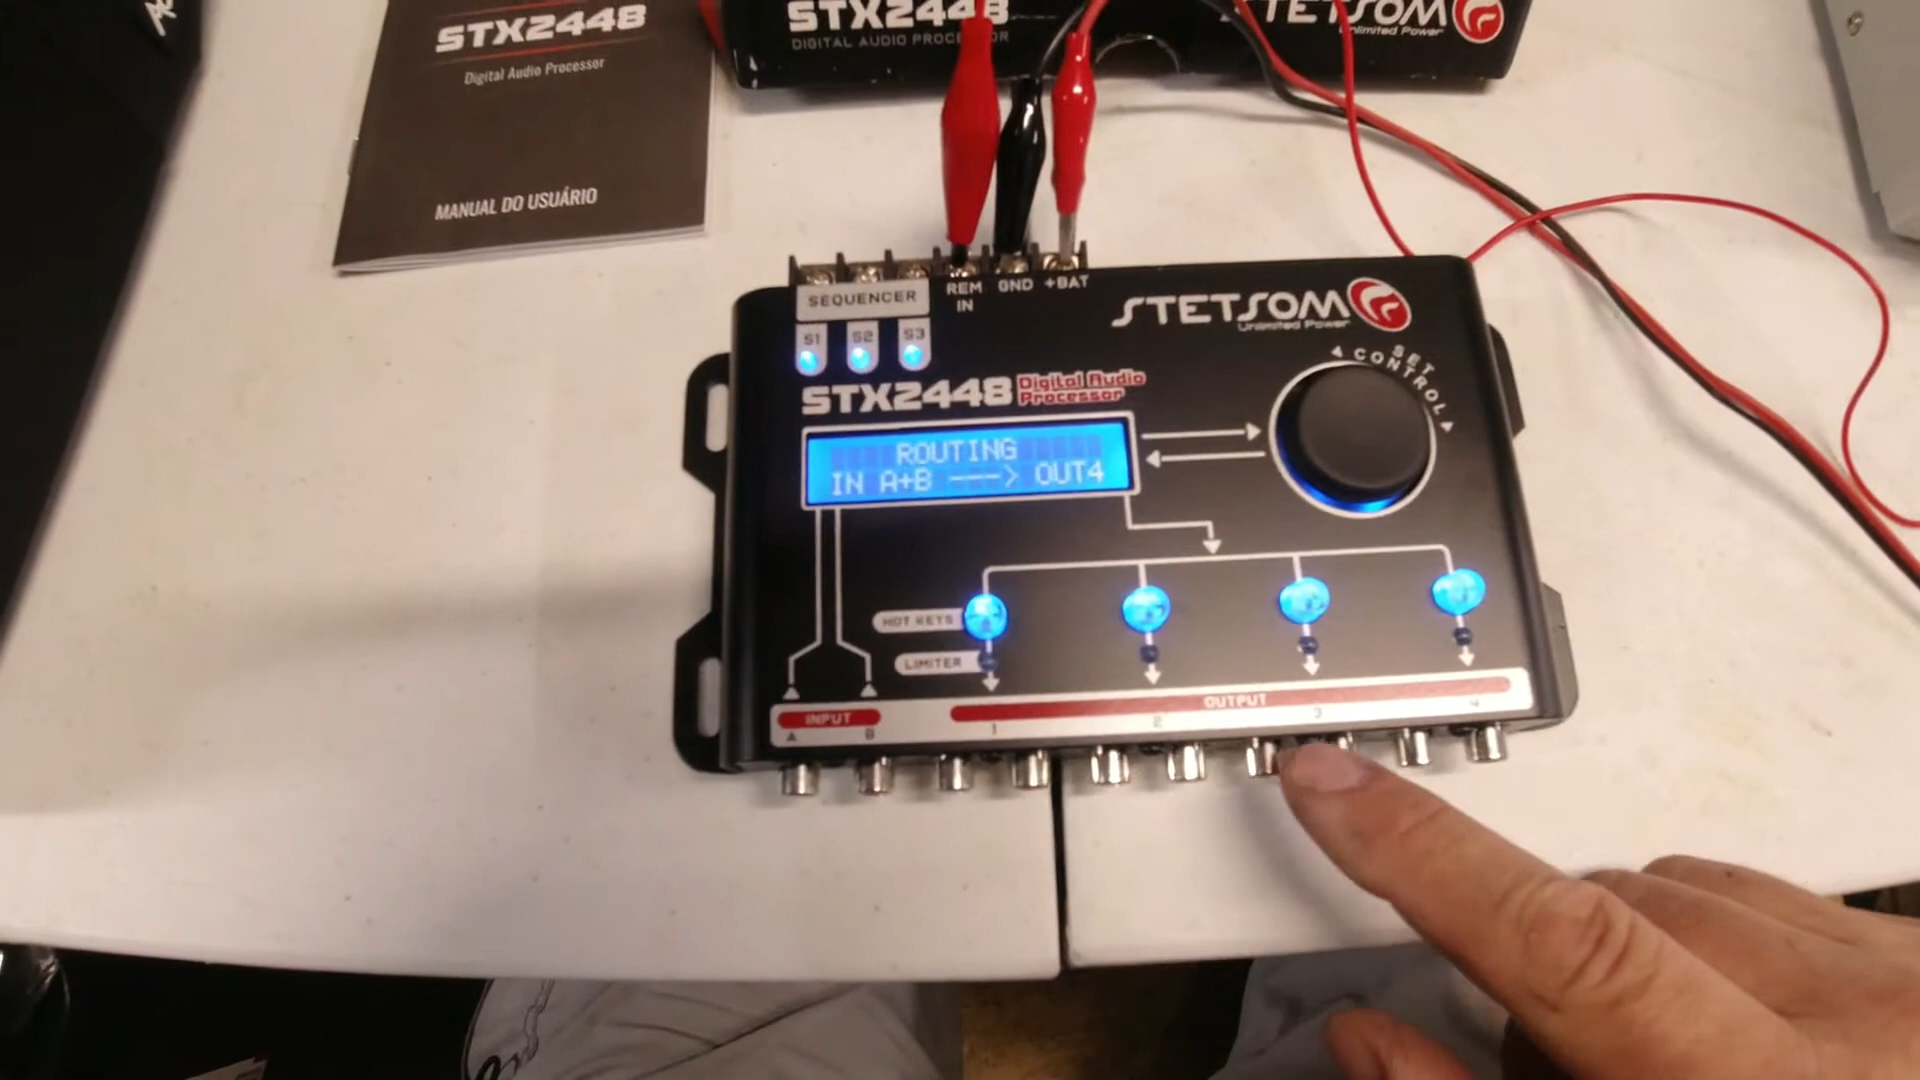 STX2448
Digital Audio Processor
MANUAL DO USUÁRIO
STX2448
DIGITAL AUDIO PROCESSOR
STETSOM
Unlimited Power
SEQUENCER
REM
IN
GND
+BAT
S1
S2
S3
STETSOM
Unlimited Power
SET
CONTROL
STX2448
Digital Audio
Processor
ROUTING
IN A+B ---> OUT4
HOT KEYS
LIMITER
INPUT
A
B
OUTPUT
1
2
3
4